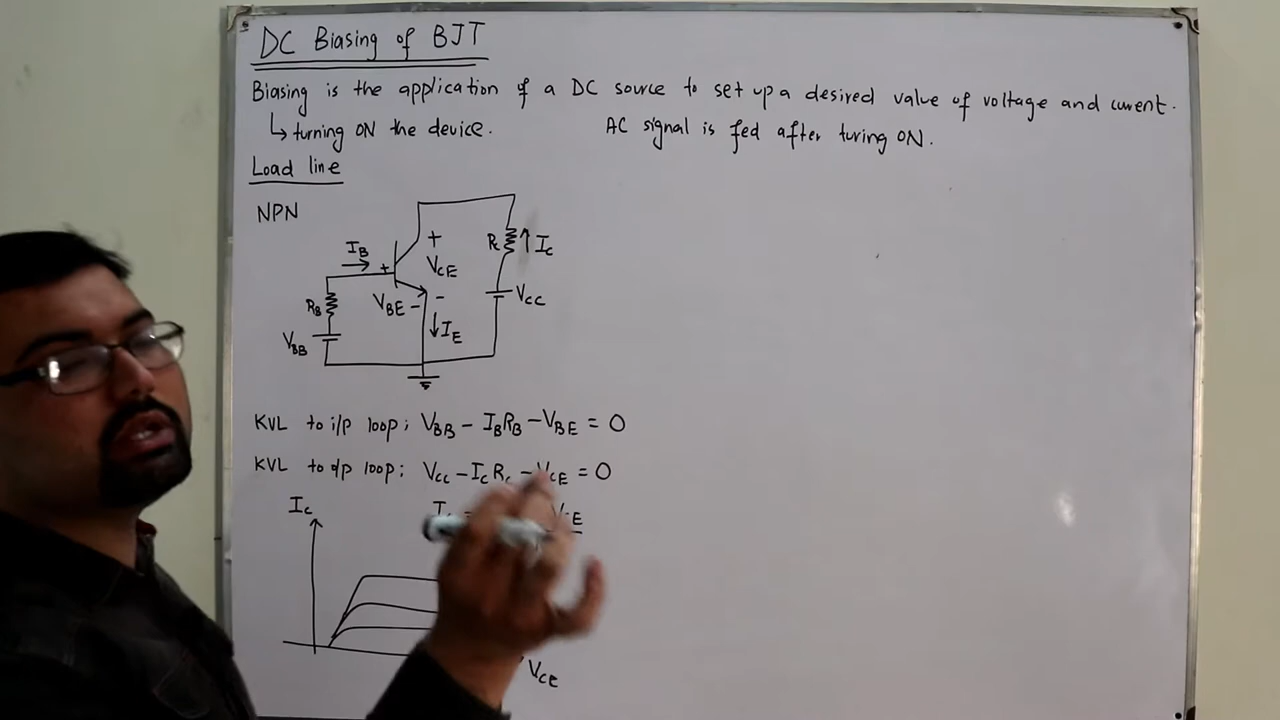 DC Biasing of BJT
Biasing is the application of a DC source to set up a desired value of voltage and current.
↳ turning ON the device. AC signal is fed after turing ON.
Load line
NPN
IB + + VCE - R IC
RB VBE - IE VCC
VBB
KVL to i/p loop; VBB - IBRB - VBE = 0
KVL to o/p loop; VCC - ICRC - VCE = 0
IC
VCE